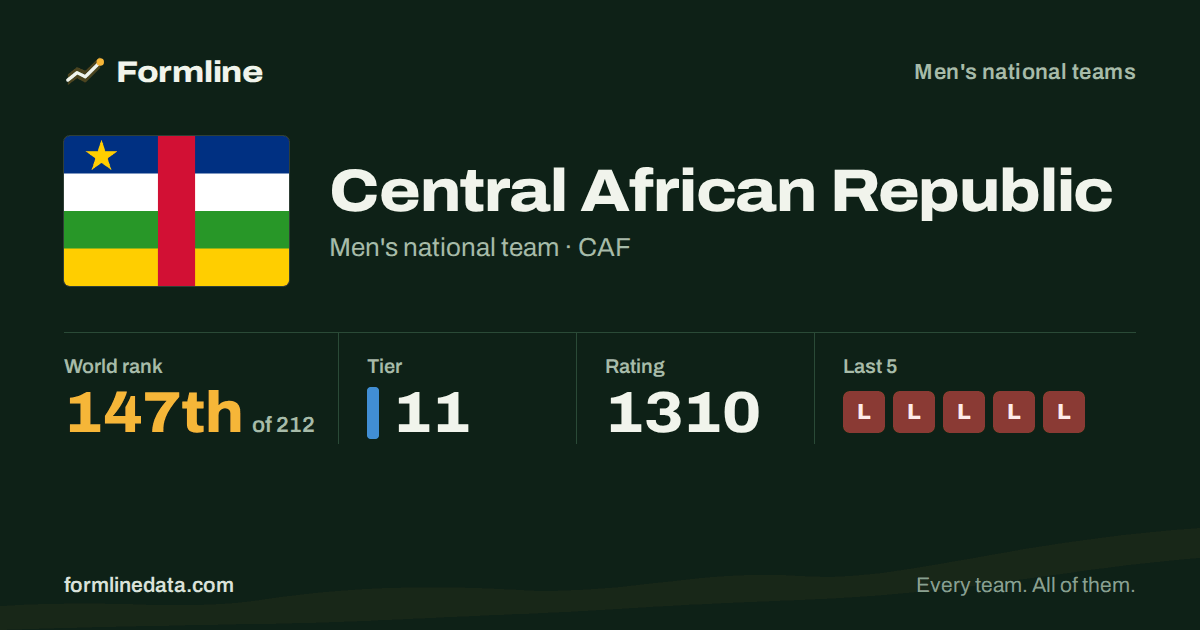 Formline
Men's national teams
Central African Republic
Men's national team · CAF
World rank
147th of 212
Tier
11
Rating
1310
Last 5
L L L L L
formlinedata.com
Every team. All of them.